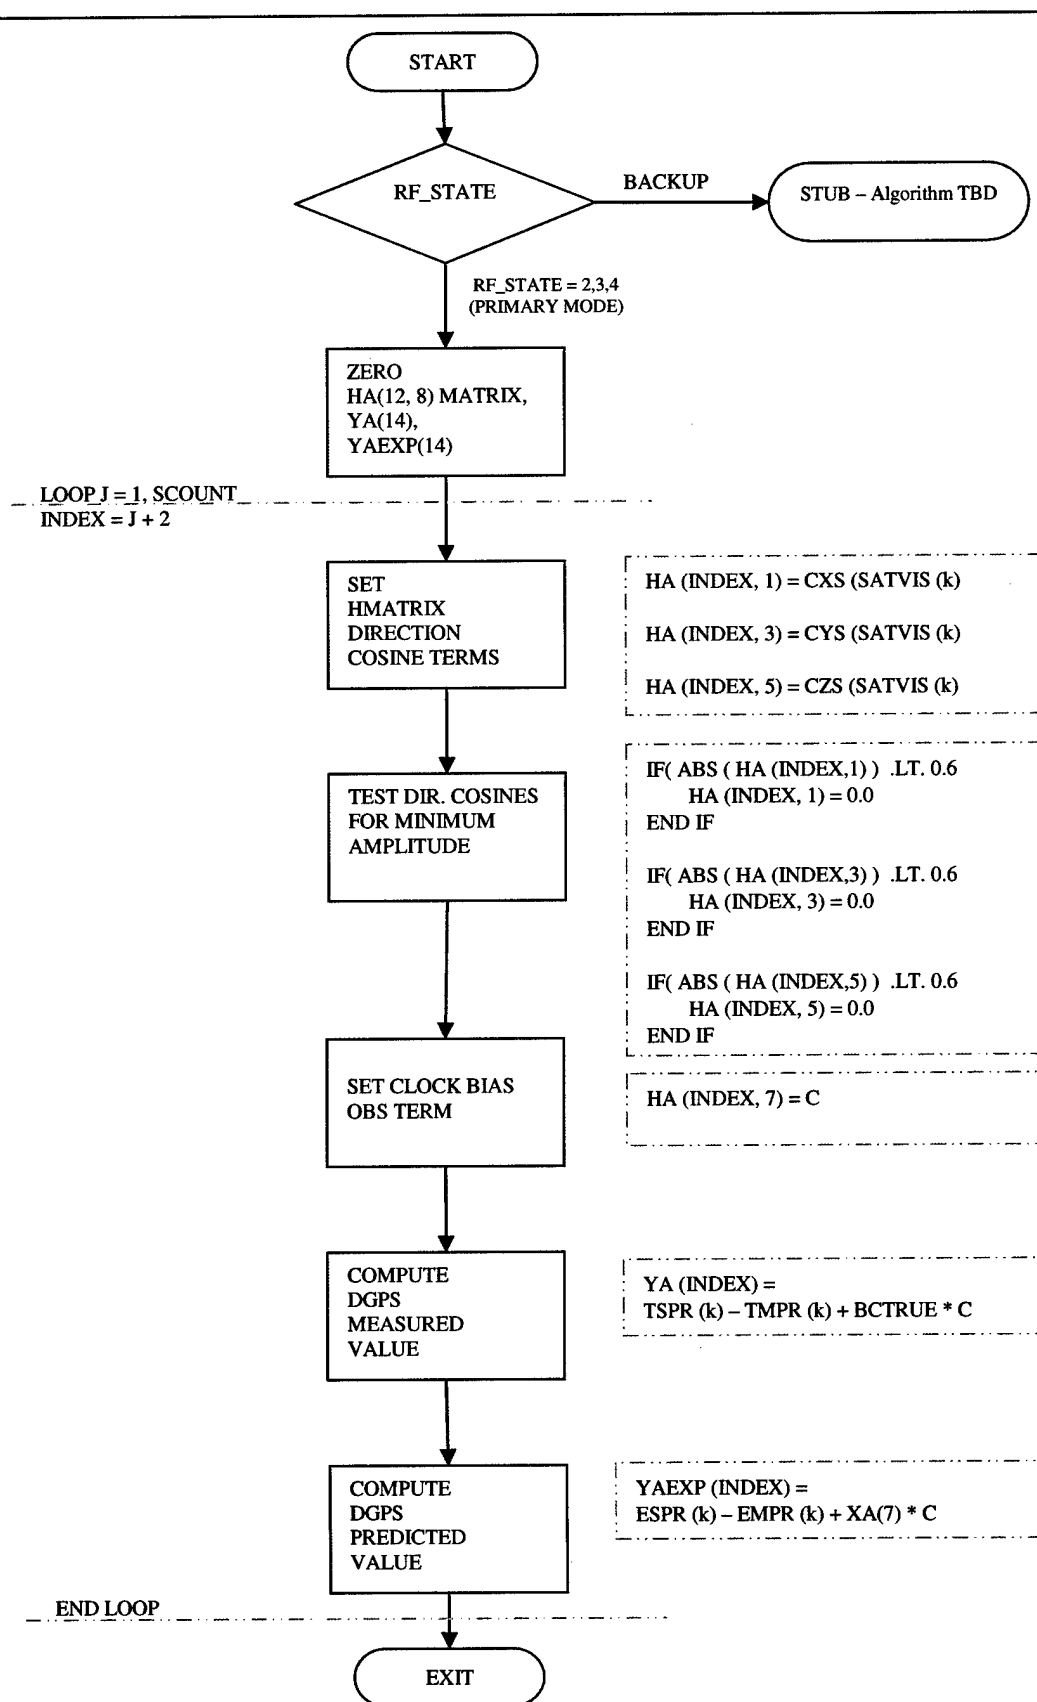 START
RF_STATE
BACKUP
STUB – Algorithm TBD
RF_STATE = 2,3,4
(PRIMARY MODE)
ZERO
HA(12, 8) MATRIX,
YA(14),
YAEXP(14)
LOOP J = 1, SCOUNT
INDEX = J + 2
SET
HMATRIX
DIRECTION
COSINE TERMS
HA (INDEX, 1) = CXS (SATVIS (k)
HA (INDEX, 3) = CYS (SATVIS (k)
HA (INDEX, 5) = CZS (SATVIS (k)
TEST DIR. COSINES
FOR MINIMUM
AMPLITUDE
IF( ABS ( HA (INDEX,1) ) .LT. 0.6
HA (INDEX, 1) = 0.0
END IF
IF( ABS ( HA (INDEX,3) ) .LT. 0.6
HA (INDEX, 3) = 0.0
END IF
IF( ABS ( HA (INDEX,5) ) .LT. 0.6
HA (INDEX, 5) = 0.0
END IF
SET CLOCK BIAS
OBS TERM
HA (INDEX, 7) = C
COMPUTE
DGPS
MEASURED
VALUE
YA (INDEX) =
TSPR (k) – TMPR (k) + BCTRUE * C
COMPUTE
DGPS
PREDICTED
VALUE
YAEXP (INDEX) =
ESPR (k) – EMPR (k) + XA(7) * C
END LOOP
EXIT